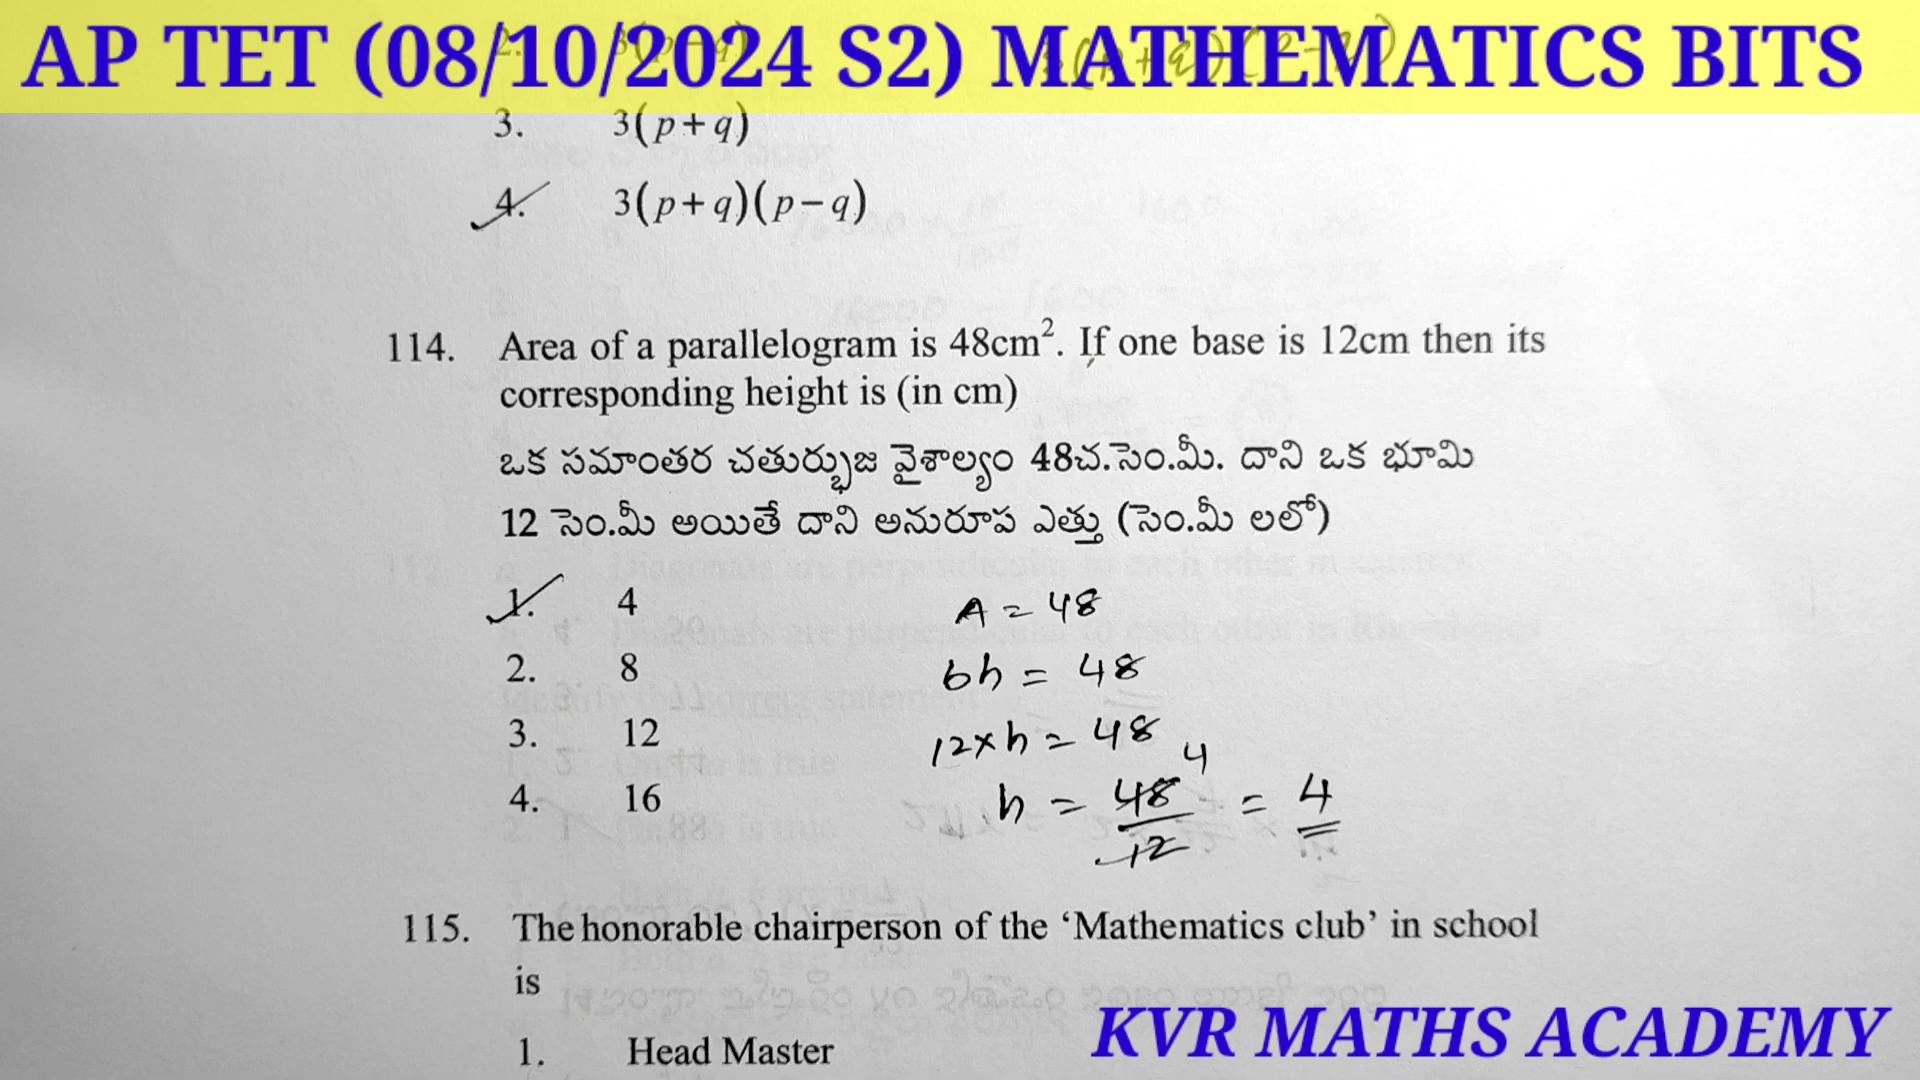 AP TET (08/10/2024 S2) MATHEMATICS BITS
3. 3(p+q)
4. 3(p+q)(p−q)
114. Area of a parallelogram is 48cm². If one base is 12cm then its
corresponding height is (in cm)
ఒక సమాంతర చతుర్భుజ వైశాల్యం 48చ.సెం.మీ. దాని ఒక భూమి
12 సెం.మీ అయితే దాని అనురూప ఎత్తు (సెం.మీ లలో)
1. 4
2. 8
3. 12
4. 16
A = 48
bh = 48
12×h = 48
h = 48/12 = 4
4
115. The honorable chairperson of the ‘Mathematics club’ in school
is
1. Head Master
KVR MATHS ACADEMY